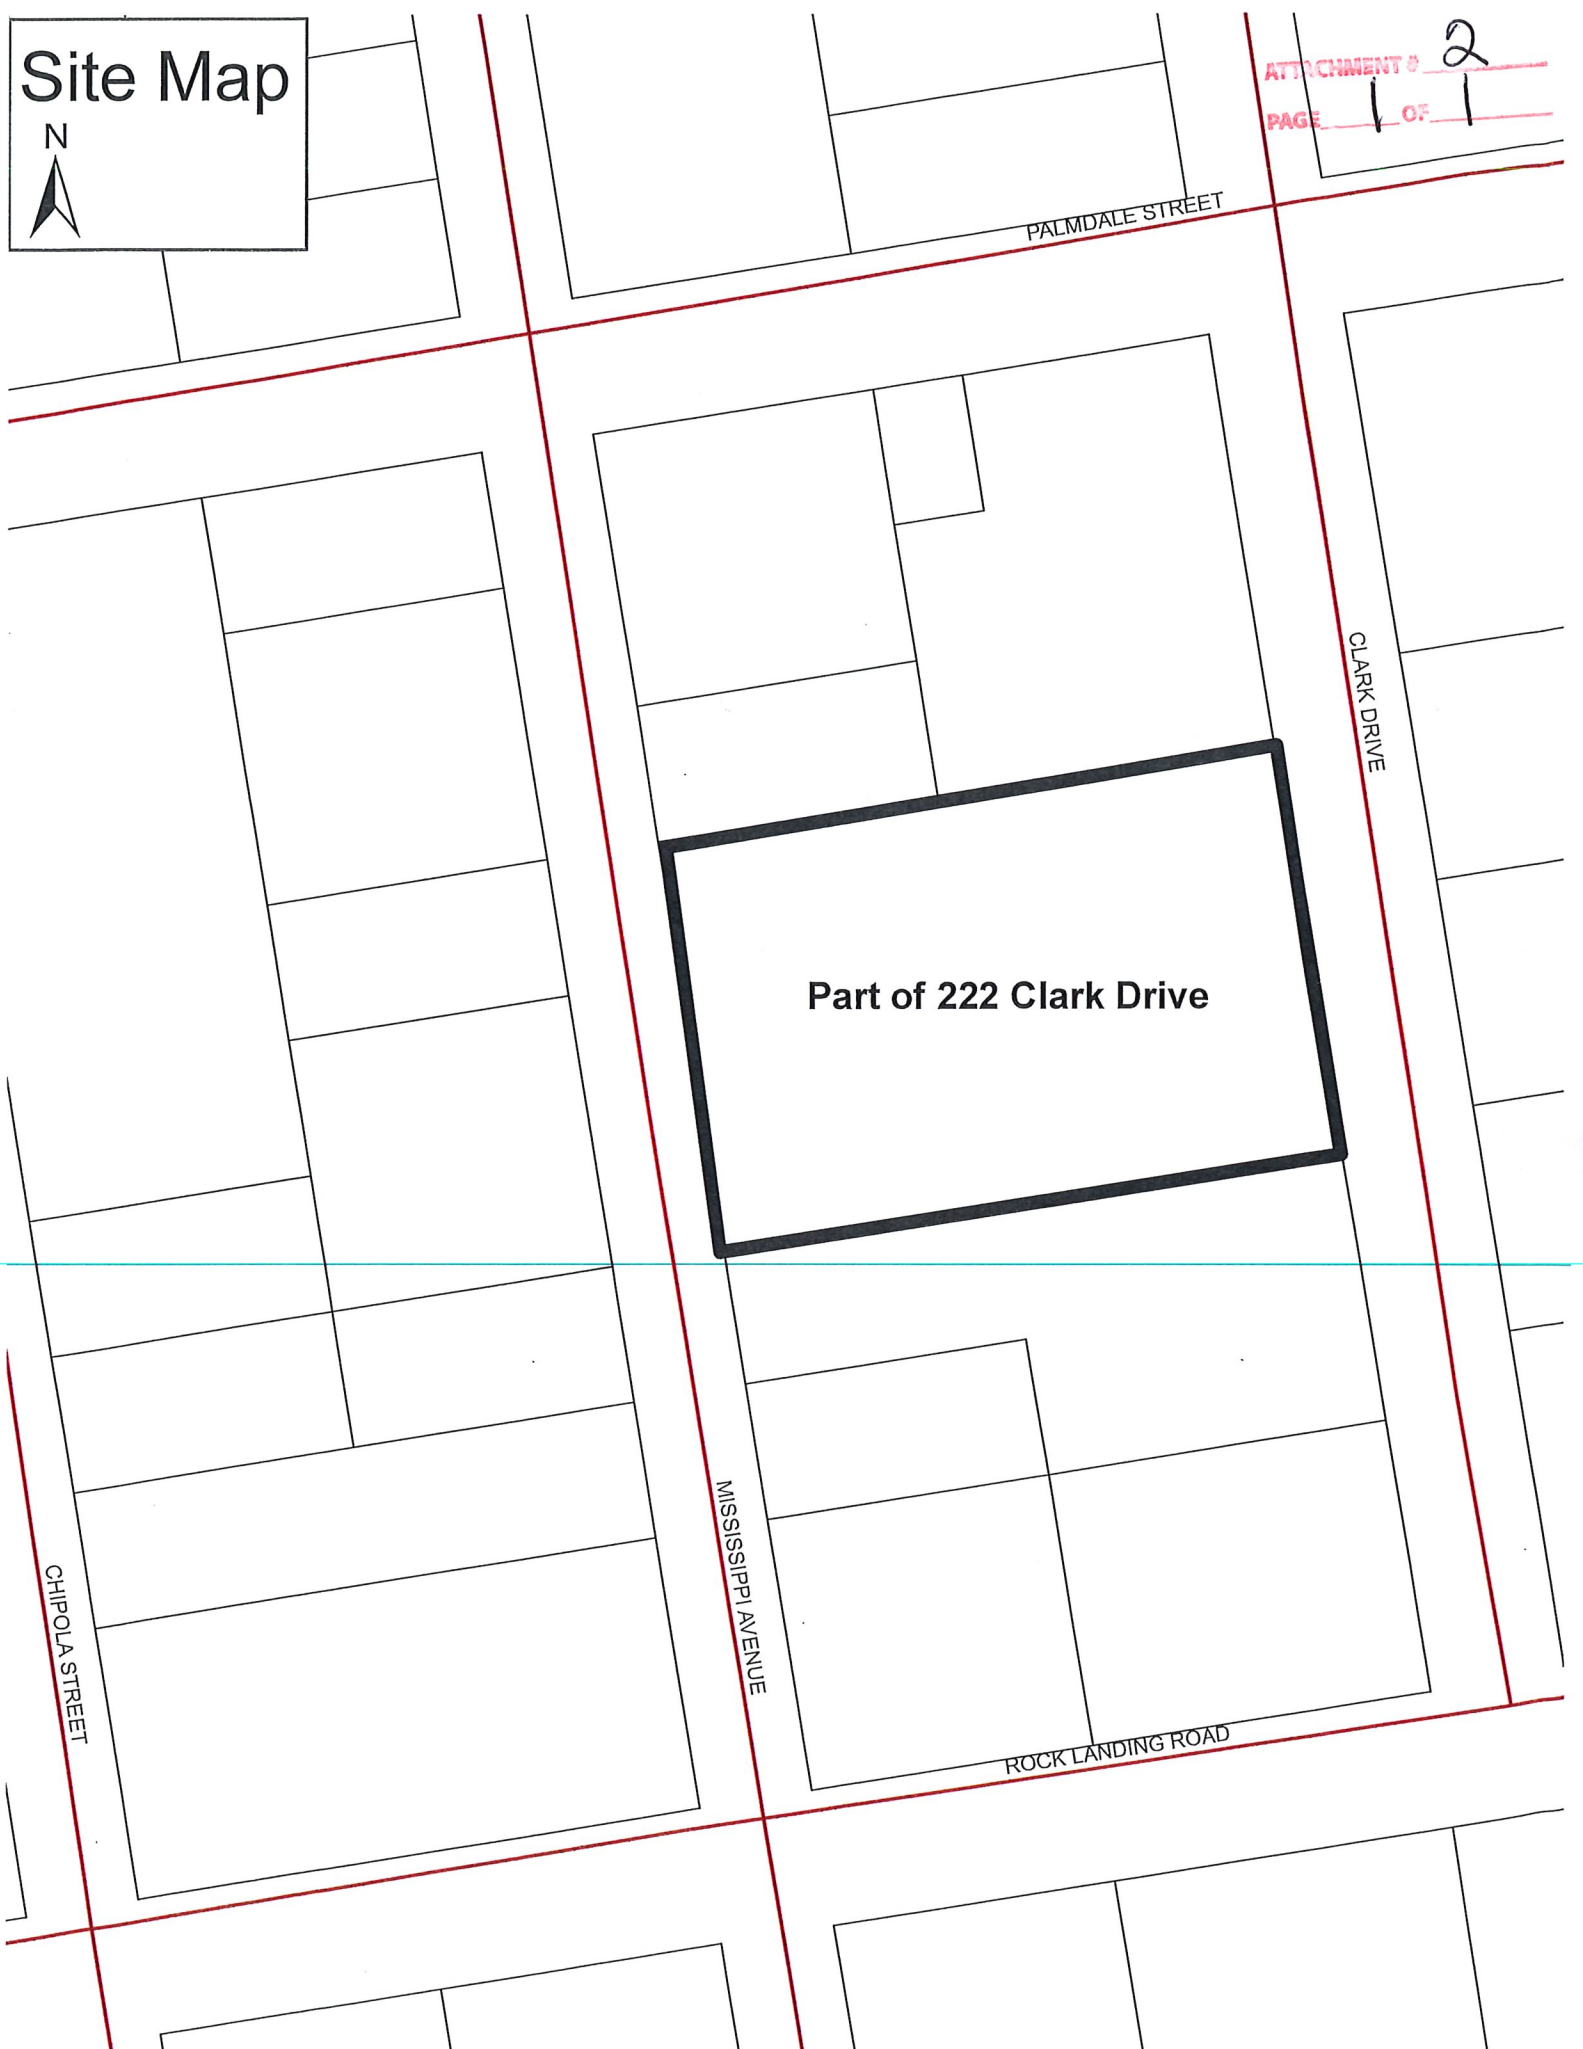 Site Map
N
ATTACHMENT # 2
PAGE 1 OF 1
PALMDALE STREET
CLARK DRIVE
Part of 222 Clark Drive
MISSISSIPPI AVENUE
CHIPOLA STREET
ROCK LANDING ROAD